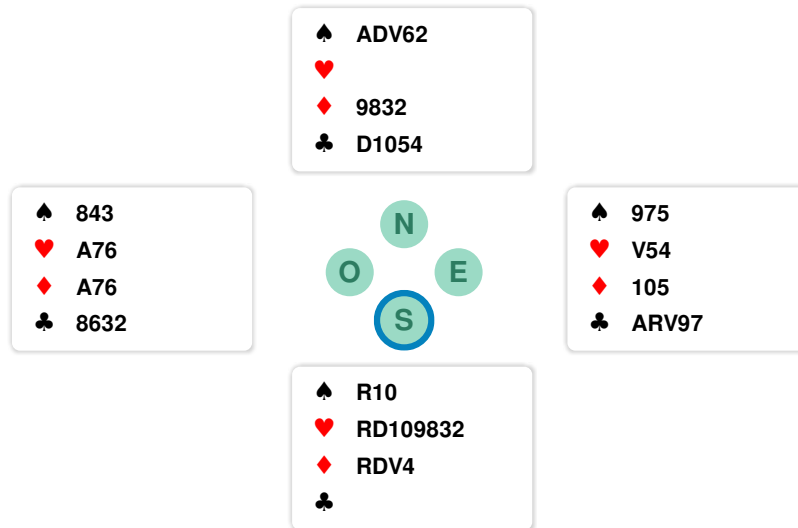 ♠ ADV62
♥
♦ 9832
♣ D1054
♠ 843
♥ A76
♦ A76
♣ 8632
N
O E
S
♠ 975
♥ V54
♦ 105
♣ ARV97
♠ R10
♥ RD109832
♦ RDV4
♣